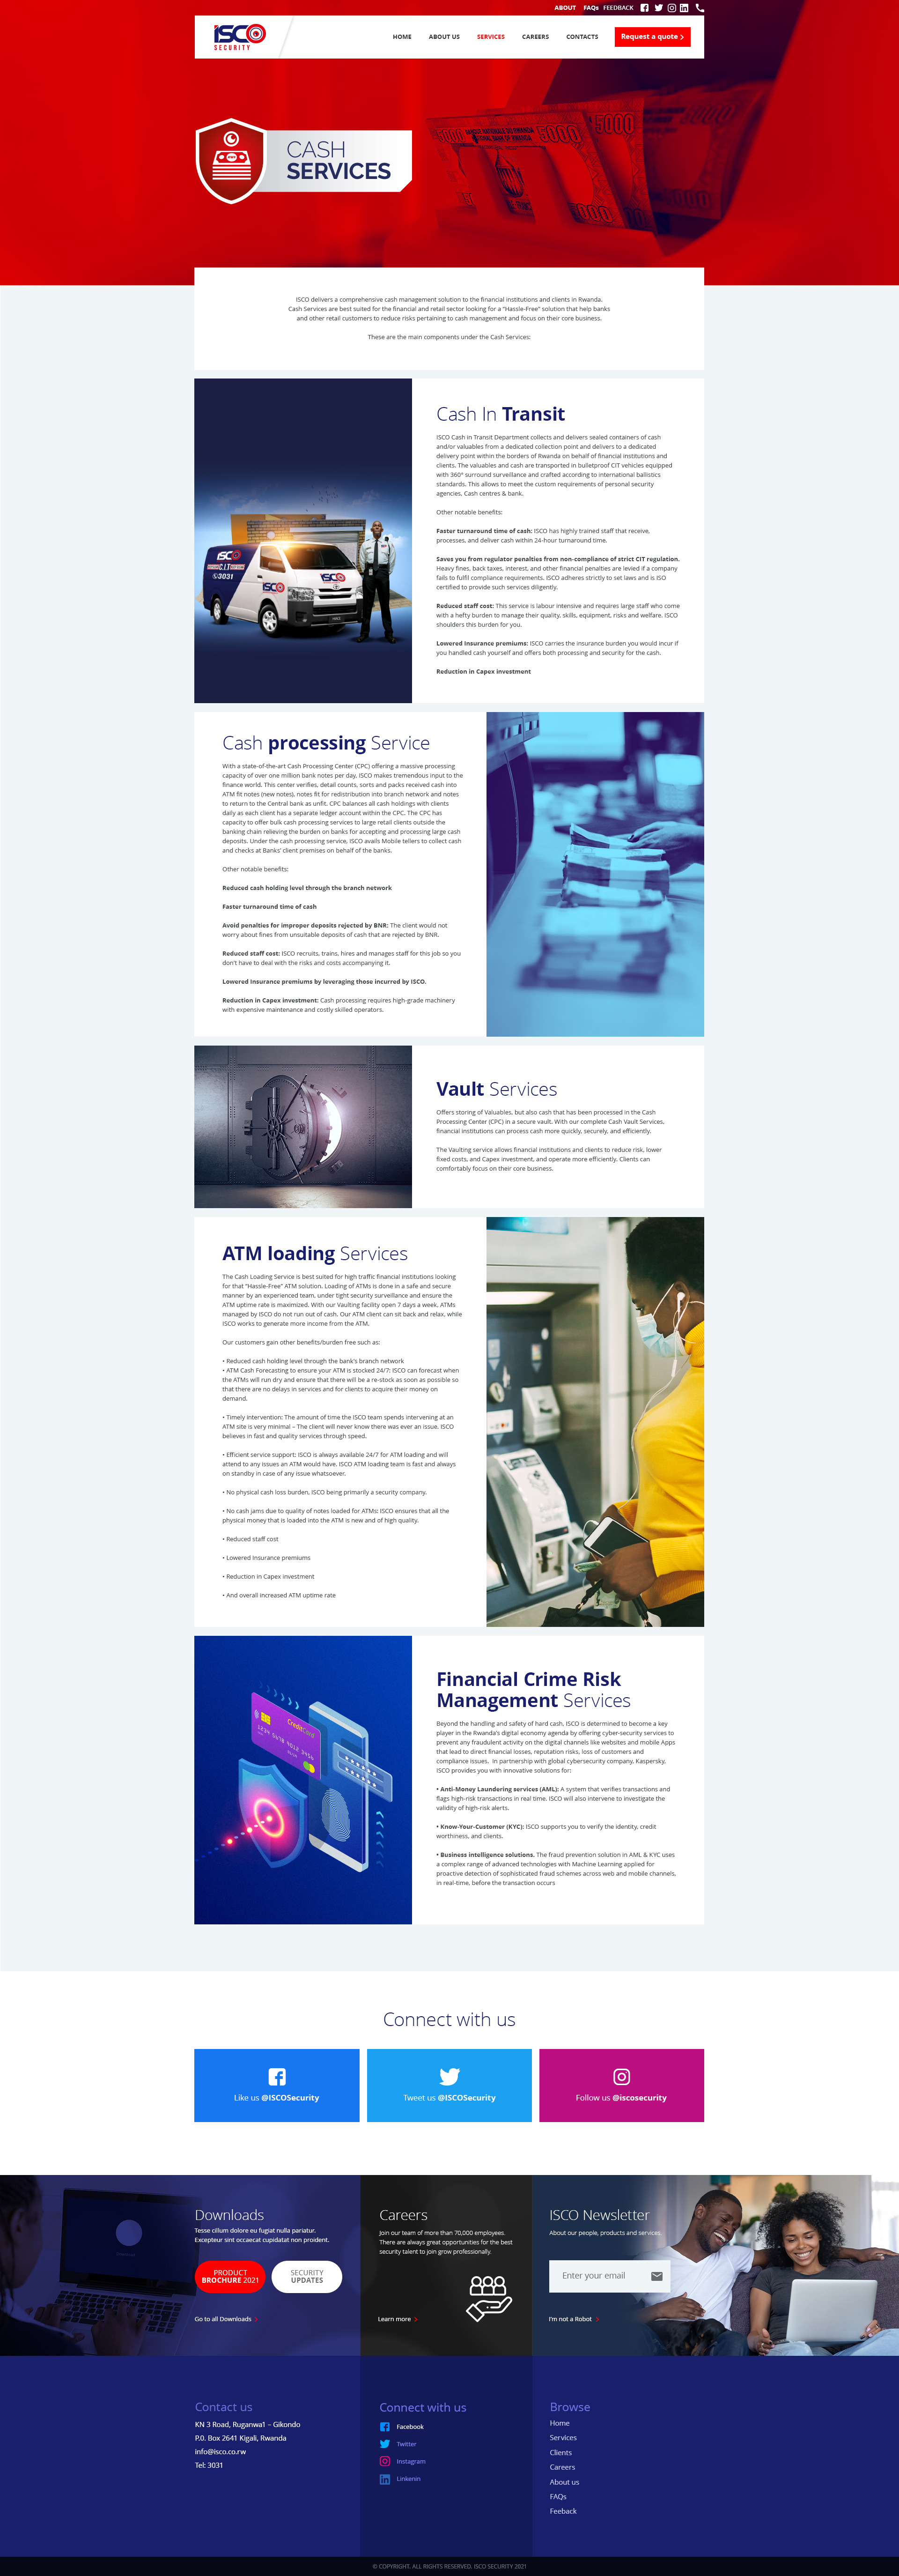 ABOUT FAQs FEEDBACK
ISCO
SECURITY
HOME ABOUT US SERVICES CAREERS CONTACTS Request a quote
CASH
SERVICES
ISCO delivers a comprehensive cash management solution to the financial institutions and clients in Rwanda.
Cash Services are best suited for the financial and retail sector looking for a "Hassle-Free" solution that help banks
and other retail customers to reduce risks pertaining to cash management and focus on their core business.
These are the main components under the Cash Services:
Cash In Transit
ISCO Cash in Transit Department collects and delivers sealed containers of cash
and/or valuables from a dedicated collection point and delivers to a dedicated
delivery point within the borders of Rwanda on behalf of financial institutions and
clients. The valuables and cash are transported in bulletproof CIT vehicles equipped
with 360° surround surveillance and crafted according to international ballistics
standards. This allows to meet the custom requirements of personal security
agencies, Cash centres & bank.
Other notable benefits:
Faster turnaround time of cash: ISCO has highly trained staff that receive,
processes, and deliver cash within 24-hour turnaround time.
Saves you from regulator penalties from non-compliance of strict CIT regulation.
Heavy fines, back taxes, interest, and other financial penalties are levied if a company
fails to fulfil compliance requirements. ISCO adheres strictly to set laws and is ISO
certified to provide such services diligently.
Reduced staff cost: This service is labour intensive and requires large staff who come
with a hefty burden to manage their quality, skills, equipment, risks and welfare. ISCO
shoulders this burden for you.
Lowered Insurance premiums: ISCO carries the insurance burden you would incur if
you handled cash yourself and offers both processing and security for the cash.
Reduction in Capex investment
ISCO
C.I.T
3031
ISCO
ISCO
Cash processing Service
With a state-of-the-art Cash Processing Center (CPC) offering a massive processing
capacity of over one million bank notes per day, ISCO makes tremendous input to the
finance world. This center verifies, detail counts, sorts and packs received cash into
ATM fit notes (new notes), notes fit for redistribution into branch network and notes
to return to the Central bank as unfit. CPC balances all cash holdings with clients
daily as each client has a separate ledger account within the CPC. The CPC has
capacity to offer bulk cash processing services to large retail clients outside the
banking chain relieving the burden on banks for accepting and processing large cash
deposits. Under the cash processing service, ISCO avails Mobile tellers to collect cash
and checks at Banks' client premises on behalf of the banks.
Other notable benefits:
Reduced cash holding level through the branch network
Faster turnaround time of cash
Avoid penalties for improper deposits rejected by BNR: The client would not
worry about fines from unsuitable deposits of cash that are rejected by BNR.
Reduced staff cost: ISCO recruits, trains, hires and manages staff for this job so you
don't have to deal with the risks and costs accompanying it.
Lowered Insurance premiums by leveraging those incurred by ISCO.
Reduction in Capex investment: Cash processing requires high-grade machinery
with expensive maintenance and costly skilled operators.
Vault Services
Offers storing of Valuables, but also cash that has been processed in the Cash
Processing Center (CPC) in a secure vault. With our complete Cash Vault Services,
financial institutions can process cash more quickly, securely, and efficiently.
The Vaulting service allows financial institutions and clients to reduce risk, lower
fixed costs, and Capex investment, and operate more efficiently. Clients can
comfortably focus on their core business.
ATM loading Services
The Cash Loading Service is best suited for high traffic financial institutions looking
for that "Hassle-Free" ATM solution. Loading of ATMs is done in a safe and secure
manner by an experienced team, under tight security surveillance and ensure the
ATM uptime rate is maximized. With our Vaulting facility open 7 days a week, ATMs
managed by ISCO do not run out of cash. Our ATM client can sit back and relax, while
ISCO works to generate more income from the ATM.
Our customers gain other benefits/burden free such as:
• Reduced cash holding level through the bank's branch network
• ATM Cash Forecasting to ensure your ATM is stocked 24/7: ISCO can forecast when
the ATMs will run dry and ensure that there will be a re-stock as soon as possible so
that there are no delays in services and for clients to acquire their money on
demand.
• Timely intervention: The amount of time the ISCO team spends intervening at an
ATM site is very minimal – The client will never know there was ever an issue. ISCO
believes in fast and quality services through speed.
• Efficient service support: ISCO is always available 24/7 for ATM loading and will
attend to any issues an ATM would have. ISCO ATM loading team is fast and always
on standby in case of any issue whatsoever.
• No physical cash loss burden, ISCO being primarily a security company.
• No cash jams due to quality of notes loaded for ATMs: ISCO ensures that all the
physical money that is loaded into the ATM is new and of high quality.
• Reduced staff cost
• Lowered Insurance premiums
• Reduction in Capex investment
• And overall increased ATM uptime rate
CreditCard
1234 5678 9012 3456
Financial Crime Risk
Management Services
Beyond the handling and safety of hard cash, ISCO is determined to become a key
player in the Rwanda's digital economy agenda by offering cyber-security services to
prevent any fraudulent activity on the digital channels like websites and mobile Apps
that lead to direct financial losses, reputation risks, loss of customers and
compliance issues. In partnership with global cybersecurity company, Kaspersky,
ISCO provides you with innovative solutions for:
• Anti-Money Laundering services (AML): A system that verifies transactions and
flags high-risk transactions in real time. ISCO will also intervene to investigate the
validity of high-risk alerts.
• Know-Your-Customer (KYC): ISCO supports you to verify the identity, credit
worthiness, and clients.
• Business intelligence solutions. The fraud prevention solution in AML & KYC uses
a complex range of advanced technologies with Machine Learning applied for
proactive detection of sophisticated fraud schemes across web and mobile channels,
in real-time, before the transaction occurs
Connect with us
Like us @ISCOSecurity
Tweet us @ISCOSecurity
Follow us @iscosecurity
Downloads
Tesse cillum dolore eu fugiat nulla pariatur.
Excepteur sint occaecat cupidatat non proident.
PRODUCT
BROCHURE 2021
SECURITY
UPDATES
Go to all Downloads
Careers
Join our team of more than 70,000 employees.
There are always great opportunities for the best
security talent to join grow professionally.
Learn more
ISCO Newsletter
About our people, products and services.
Enter your email
I'm not a Robot
Contact us
KN 3 Road, Ruganwa1 – Gikondo
P.0. Box 2641 Kigali, Rwanda
info@isco.co.rw
Tel: 3031
Connect with us
Facebook
Twitter
Instagram
Linkenin
Browse
Home
Services
Clients
Careers
About us
FAQs
Feeback
© COPYRIGHT. ALL RIGHTS RESERVED. ISCO SECURITY 2021